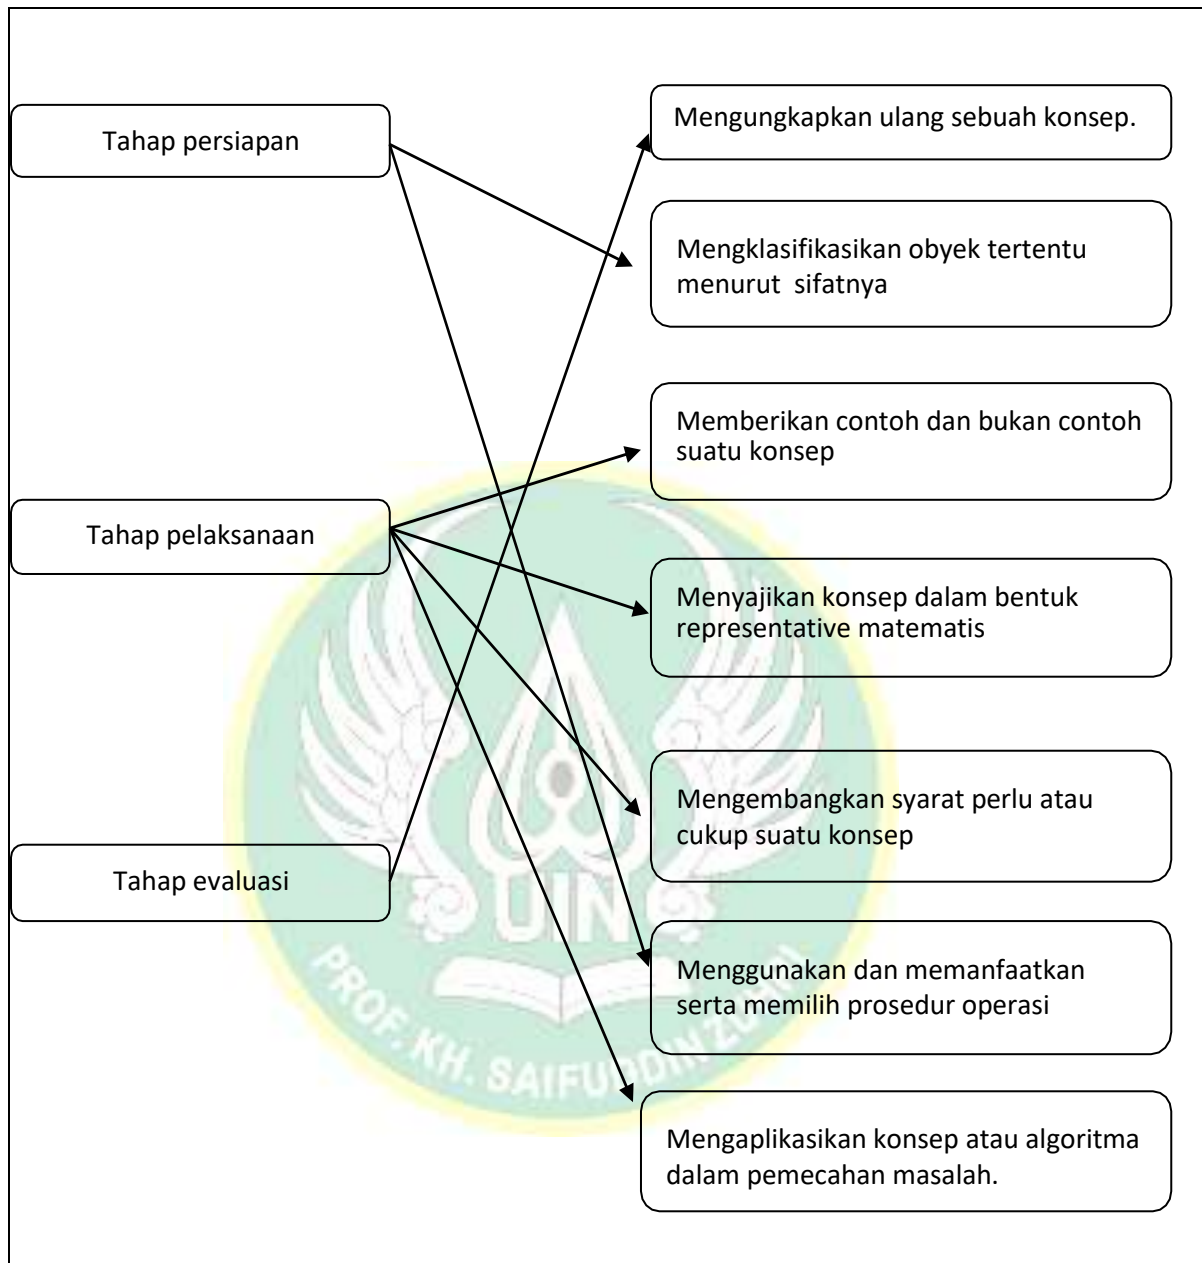 Tahap persiapan
Tahap pelaksanaan
Tahap evaluasi
Mengungkapkan ulang sebuah konsep.
Mengklasifikasikan obyek tertentu
menurut sifatnya
Memberikan contoh dan bukan contoh
suatu konsep
Menyajikan konsep dalam bentuk
representative matematis
Mengembangkan syarat perlu atau
cukup suatu konsep
Menggunakan dan memanfaatkan
serta memilih prosedur operasi
Mengaplikasikan konsep atau algoritma
dalam pemecahan masalah.
UIN
PROF. KH. SAIFUDDIN ZUHRI